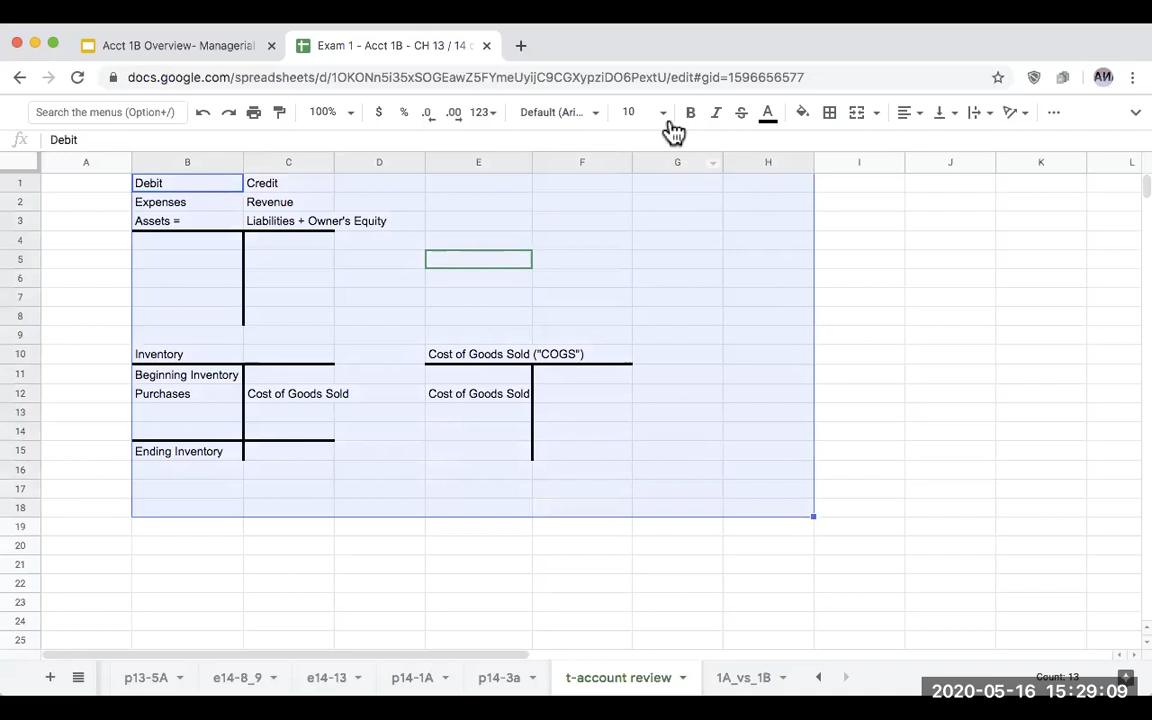 Acct 1B Overview- Managerial
Exam 1 - Acct 1B - CH 13 / 14
docs.google.com/spreadsheets/d/1OKONn5i35xSOGEawZ5FYmeUyijC9CGXypziDO6PextU/edit#gid=1596656577
Search the menus (Option+/) 100% $ % .0 .00 123 Default (Ari... 10 B I S A
fx Debit
A B C D E F G H I J K L
1 Debit Credit
2 Expenses Revenue
3 Assets = Liabilities + Owner's Equity
4
5
6
7
8
9
10 Inventory Cost of Goods Sold ("COGS")
11 Beginning Inventory
12 Purchases Cost of Goods Sold Cost of Goods Sold
13
14
15 Ending Inventory
16
17
18
19
20
21
22
23
24
25
p13-5A e14-8_9 e14-13 p14-1A p14-3a t-account review 1A_vs_1B Count: 13
2020-05-16 15:29:09